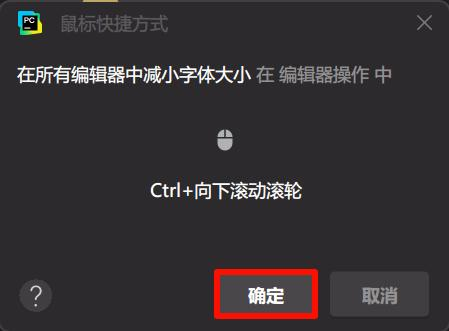 PC
鼠标快捷方式
在所有编辑器中减小字体大小 在 编辑器操作 中
Ctrl+向下滚动滚轮
?
确定
取消